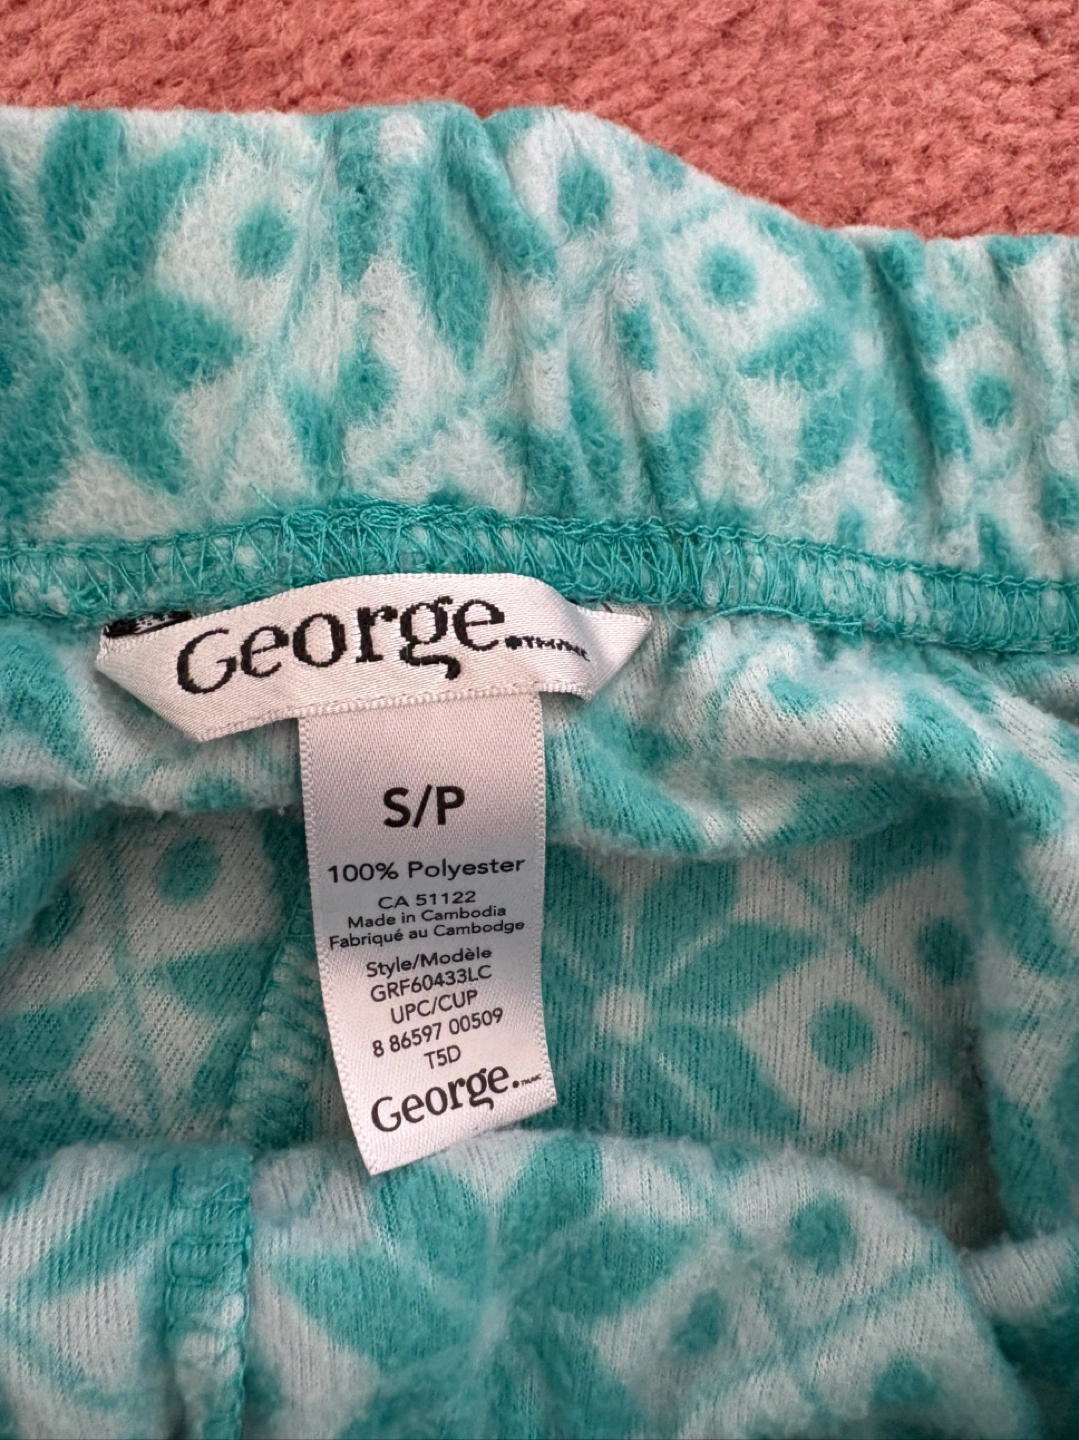 George.
S/P
100% Polyester
CA 51122
Made in Cambodia
Fabriqué au Cambodge
Style/Modèle
GRF60433LC
UPC/CUP
8 86597 00509
T5D
George.